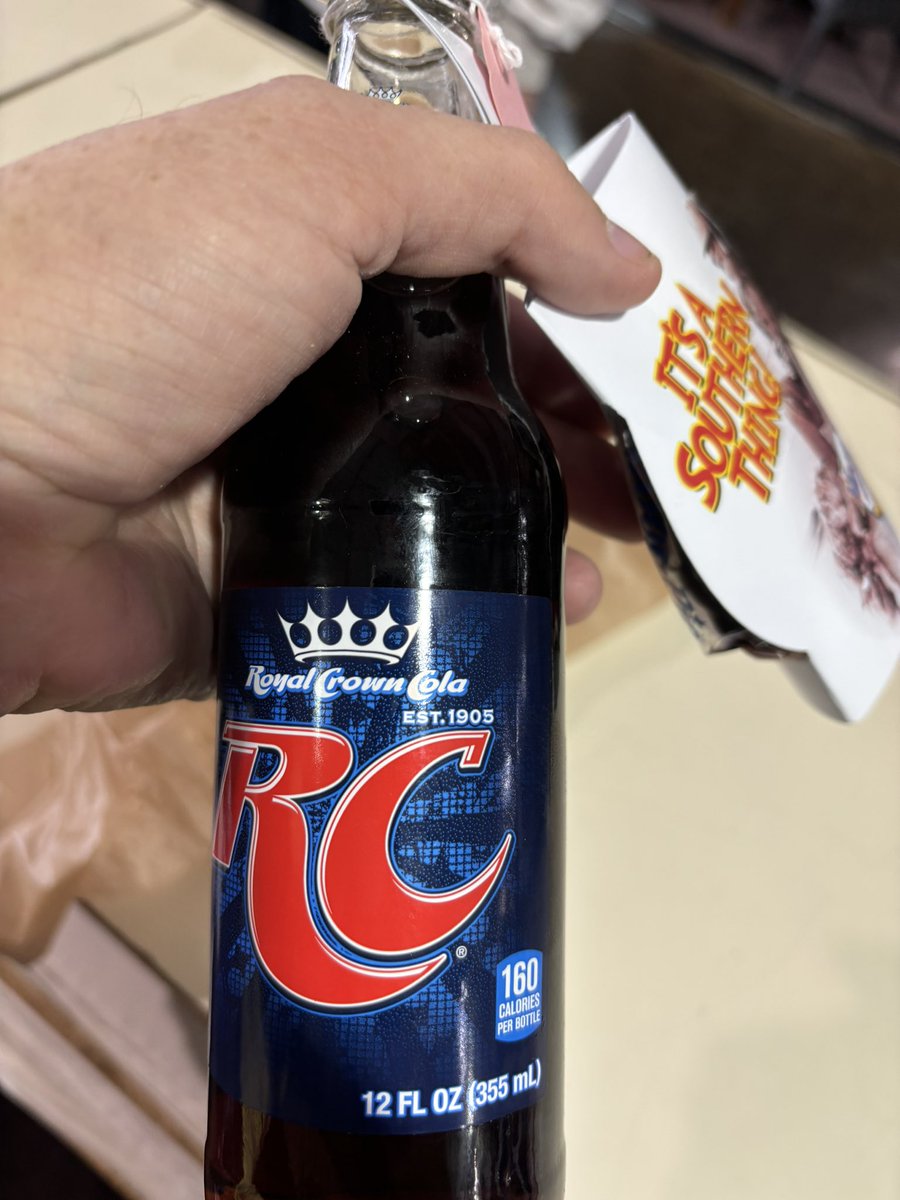 Royal Crown Cola
EST. 1905
RC
®
160
CALORIES
PER BOTTLE
12 FL OZ (355 mL)
IT'S A
SOUTHERN
THING!